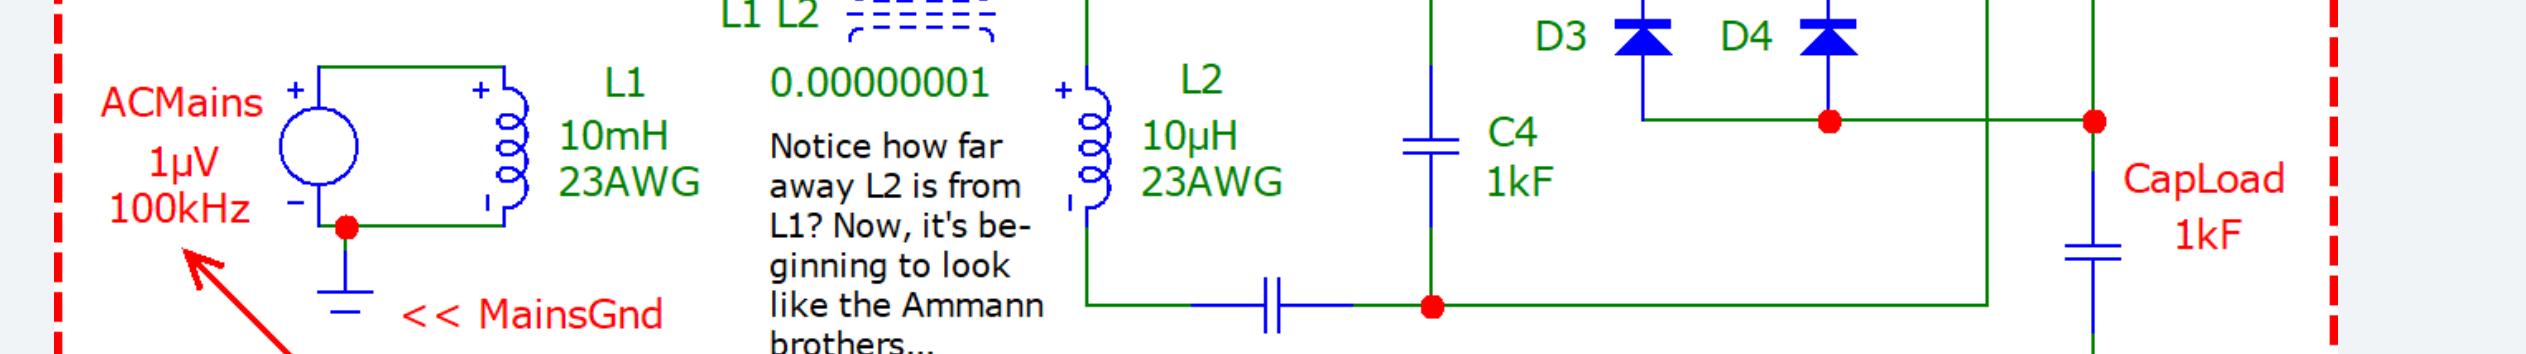 L1 L2
D3
D4
ACMains
1µV
100kHz
+
−
+
L1
10mH
23AWG
0.00000001
Notice how far
away L2 is from
L1? Now, it's be-
ginning to look
like the Ammann
brothers...
+
L2
10µH
23AWG
C4
1kF
CapLoad
1kF
<< MainsGnd